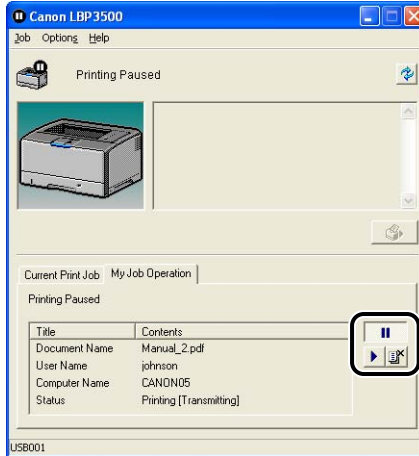 Canon LBP3500
Job Options Help
Printing Paused
Current Print Job My Job Operation
Printing Paused
Title Contents
Document Name Manual_2.pdf
User Name johnson
Computer Name CANON05
Status Printing [Transmitting]
USB001